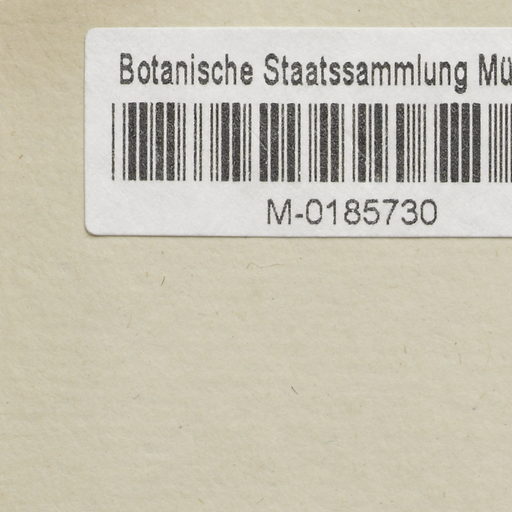 Botanische Staatssammlung Mü
M-0185730